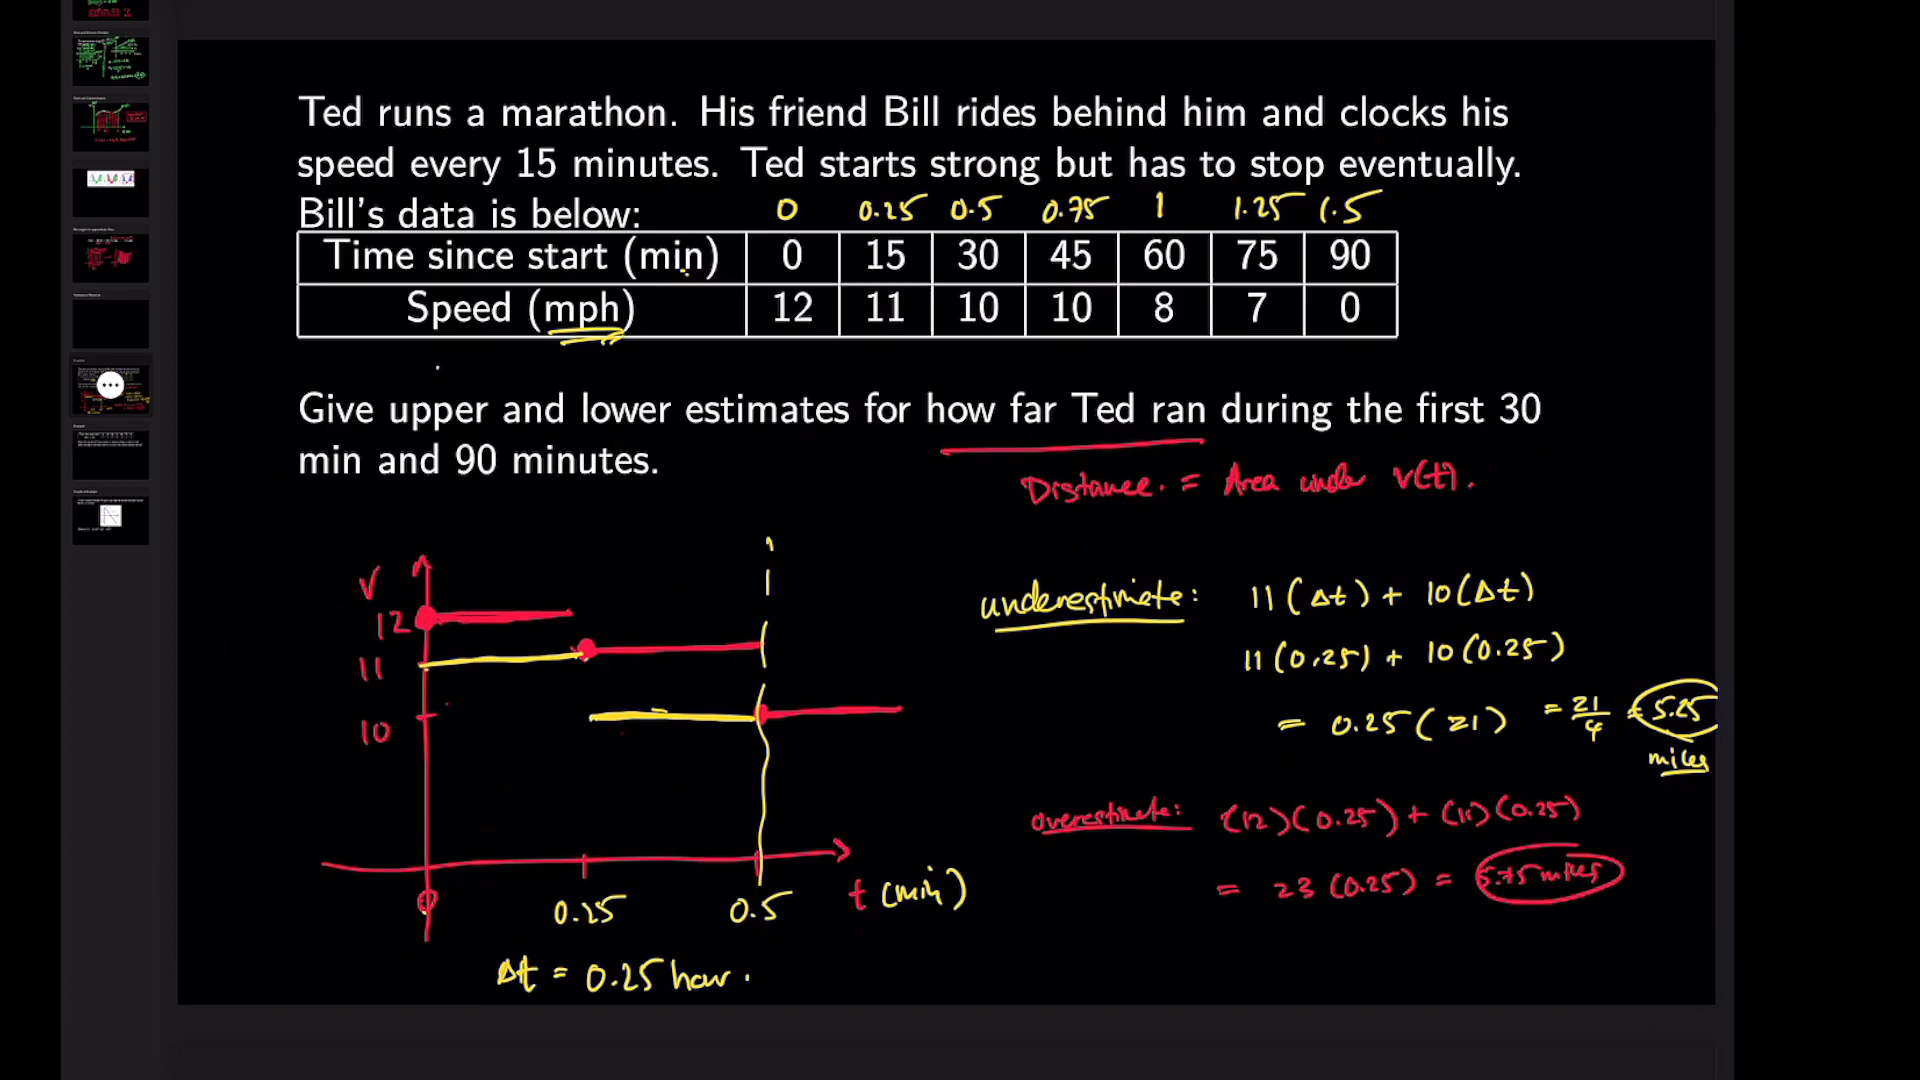 Ted runs a marathon. His friend Bill rides behind him and clocks his
speed every 15 minutes. Ted starts strong but has to stop eventually.
Bill's data is below: 0 0.25 0.5 0.75 1 1.25 1.5
Time since start (min) 0 15 30 45 60 75 90
Speed (mph) 12 11 10 10 8 7 0
Give upper and lower estimates for how far Ted ran during the first 30
min and 90 minutes.
Distance. = Area under v(t).
V
12
11
10
0
0.25
0.5
t (min)
Δt = 0.25 hour.
underestimate: 11(Δt) + 10(Δt)
11(0.25) + 10(0.25)
= 0.25(21) = 21/4 = 5.25
miles
overestimate: (12)(0.25) + (11)(0.25)
= 23(0.25) = 5.75 miles